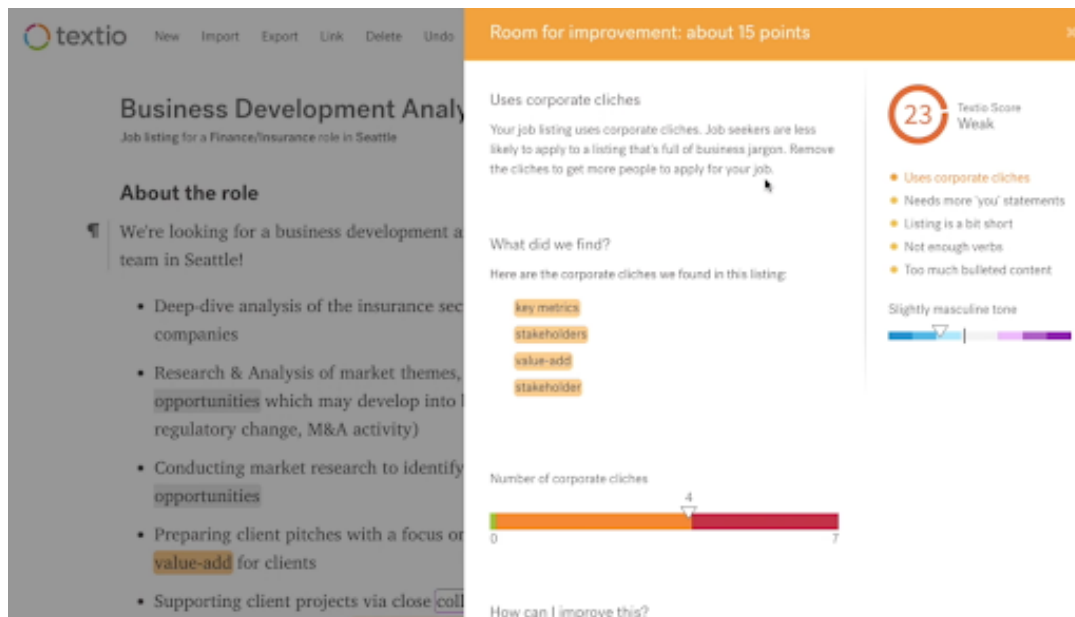 textio New Import Export Link Delete Undo
Business Development Analy
Job listing for a Finance/Insurance role in Seattle
About the role
¶ We're looking for a business development a
team in Seattle!
• Deep-dive analysis of the insurance sec
companies
• Research & Analysis of market themes,
opportunities which may develop into l
regulatory change, M&A activity)
• Conducting market research to identify
opportunities
• Preparing client pitches with a focus or
value-add for clients
• Supporting client projects via close coll
Room for improvement: about 15 points
Uses corporate cliches
Your job listing uses corporate cliches. Job seekers are less
likely to apply to a listing that's full of business jargon. Remove
the cliches to get more people to apply for your job.
What did we find?
Here are the corporate cliches we found in this listing:
key metrics
stakeholders
value-add
stakeholder
Number of corporate cliches
4
0 7
How can I improve this?
23 Textio Score
Weak
• Uses corporate cliches
• Needs more 'you' statements
• Listing is a bit short
• Not enough verbs
• Too much bulleted content
Slightly masculine tone